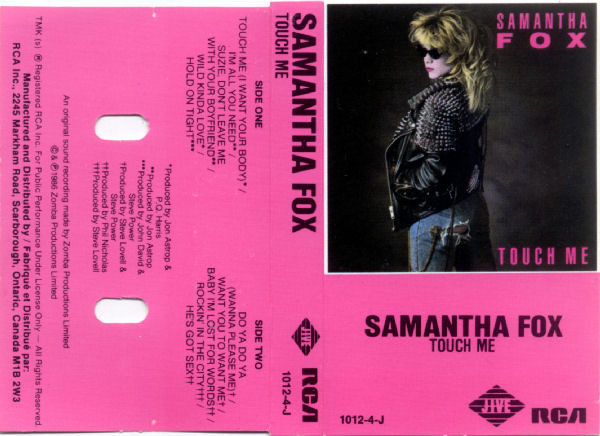 SAMANTHA
FOX
TOUCH ME
SAMANTHA FOX
TOUCH ME
JIVE
RCA
1012-4-J
SAMANTHA FOX
TOUCH ME
JIVE
RCA
1012-4-J
SIDE ONE
TOUCH ME (I WANT YOUR BODY)* /
I'M ALL YOU NEED** /
SUZIE, DON'T LEAVE ME
WITH YOUR BOYFRIEND** /
WILD KINDA LOVE* /
HOLD ON TIGHT***
SIDE TWO
DO YA DO YA
(WANNA PLEASE ME)† /
WANT YOU TO WANT ME† /
BABY I'M LOST FOR WORDS†† /
ROCKIN' IN THE CITY††† /
HE'S GOT SEX††
*Produced by Jon Astrop &
P.Q. Harris
**Produced by Jon Astrop
***Produced by John David &
Steve Power
†Produced by Steve Lovell &
Steve Power
††Produced by Phil Nicholas
†††Produced by Steve Lovell
An original sound recording made by Zomba Productions Limited
© & ℗ 1986 Zomba Productions Limited
TMK (s) ® Registered RCA Inc. For Public Performance Under License Only — All Rights Reserved.
Manufactured and Distributed by / Fabriqué et Distribué par:
RCA Inc., 2245 Markham Road, Scarborough, Ontario, Canada M1B 2W3